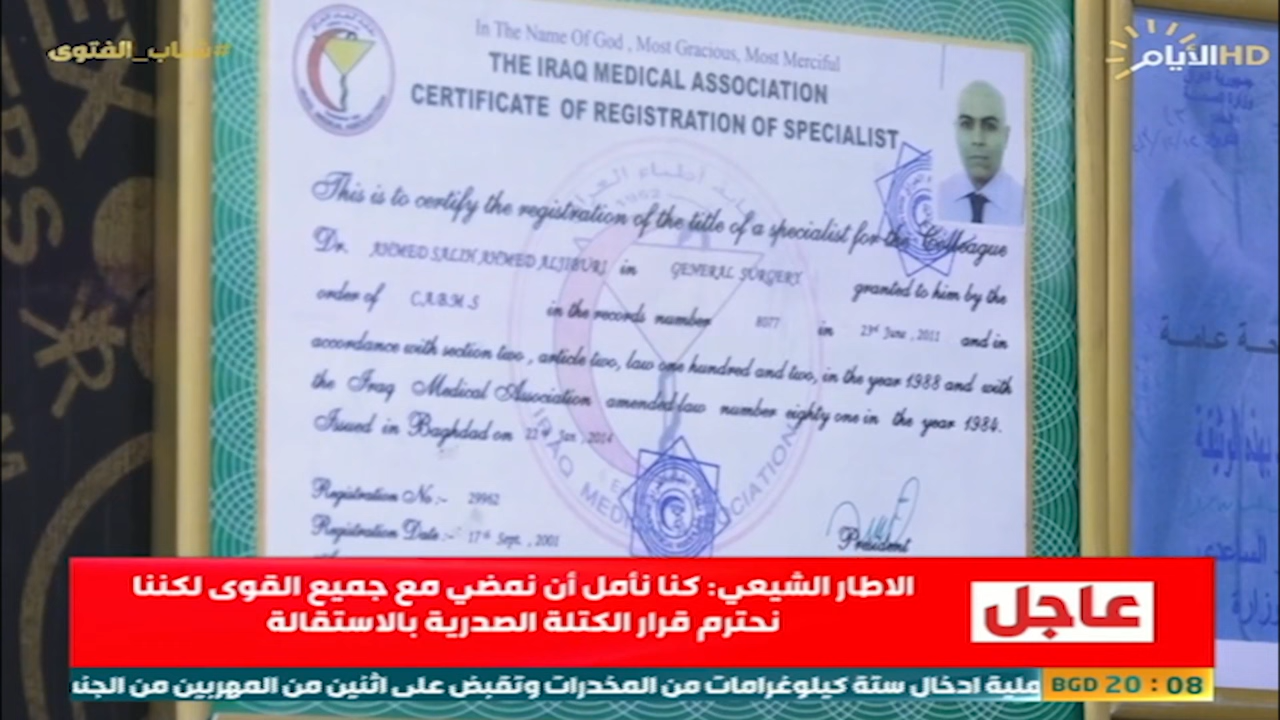 #شباب_الفتوى
الأيام HD
In The Name Of God , Most Gracious, Most Merciful
THE IRAQ MEDICAL ASSOCIATION
CERTIFICATE OF REGISTRATION OF SPECIALIST
This is to certify the registration of the tittle of a specialist for the Colleague
Dr. AHMED SALIH AHMED ALJIBURI in GENERAL SURGERY granted to him by the
order of C.A.B.M.S in the records number 8077 in 23rd June , 2011 and in
accordance with section two , article two, law one hundred and two, in the year 1988 and with
the Iraq Medical Association amended law number eighty one in the year 1984.
Issued in Baghdad on 22nd Jan , 2014
Registration No :- 29962
Registration Date :- 17th Sept. , 2001
President
عاجل
الاطار الشيعي: كنا نأمل أن نمضي مع جميع القوى لكننا
نحترم قرار الكتلة الصدرية بالاستقالة
BGD 20 : 08
ملية ادخال ستة كيلوغرامات من المخدرات وتقبض على اثنين من المهربين من الجن